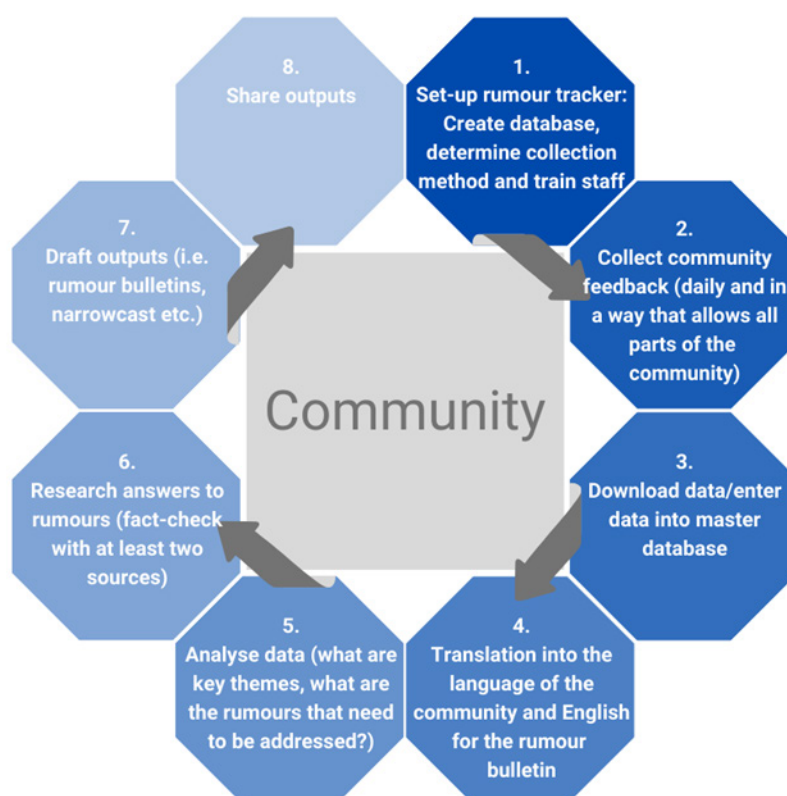 1.
Set-up rumour tracker:
Create database,
determine collection
method and train staff
2.
Collect community
feedback (daily and in
a way that allows all
parts of the
community)
3.
Download data/enter
data into master
database
4.
Translation into the
language of the
community and English
for the rumour
bulletin
5.
Analyse data (what are
key themes, what are
the rumours that need
to be addressed?)
6.
Research answers to
rumours (fact-check
with at least two
sources)
7.
Draft outputs (i.e.
rumour bulletins,
narrowcast etc.)
8.
Share outputs
Community